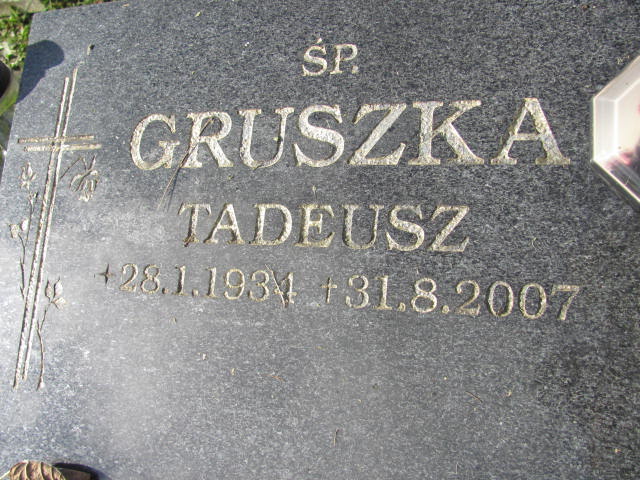 ŚP.
GRUSZKA
TADEUSZ
+28.1.1934 †31.8.2007